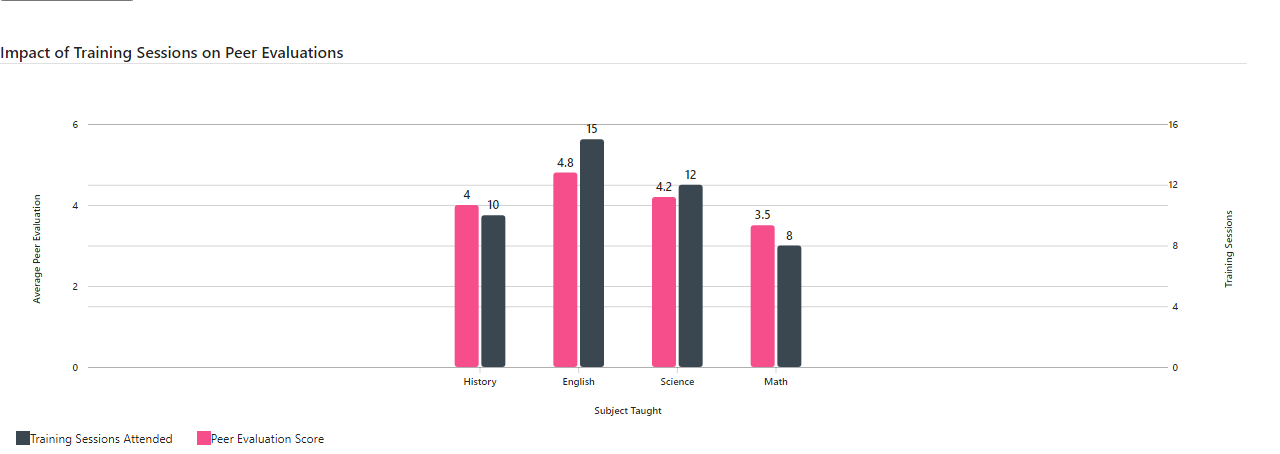 Impact of Training Sessions on Peer Evaluations
6
16
15
4.8
12
4.2
12
4
10
4
3.5
8
8
2
4
0
0
Average Peer Evaluation
Training Sessions
History
English
Science
Math
Subject Taught
Training Sessions Attended
Peer Evaluation Score